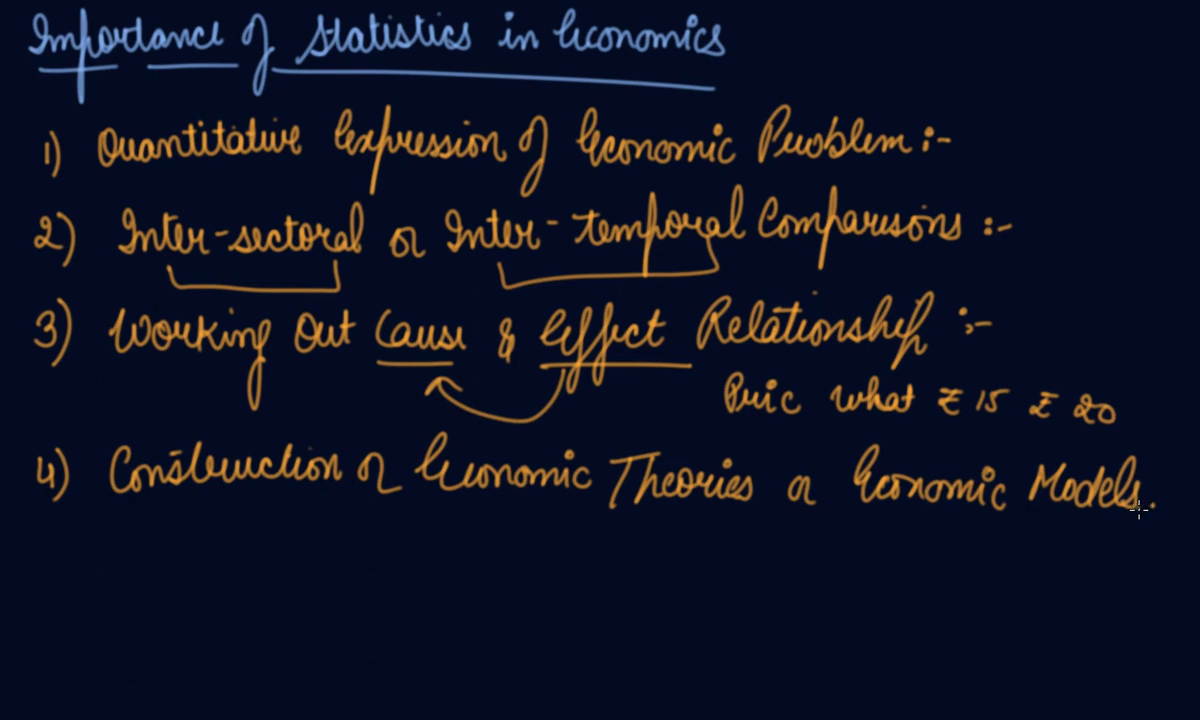 Importance of Statistics in Economics
1) Quantitative Expression of Economic Problem :-
2) Inter-sectoral or Inter-temporal Comparisons :-
3) Working Out Cause & Effect Relationship :-
Price what ₹ 15 ₹ 20
4) Construction of Economic Theories or Economic Models.